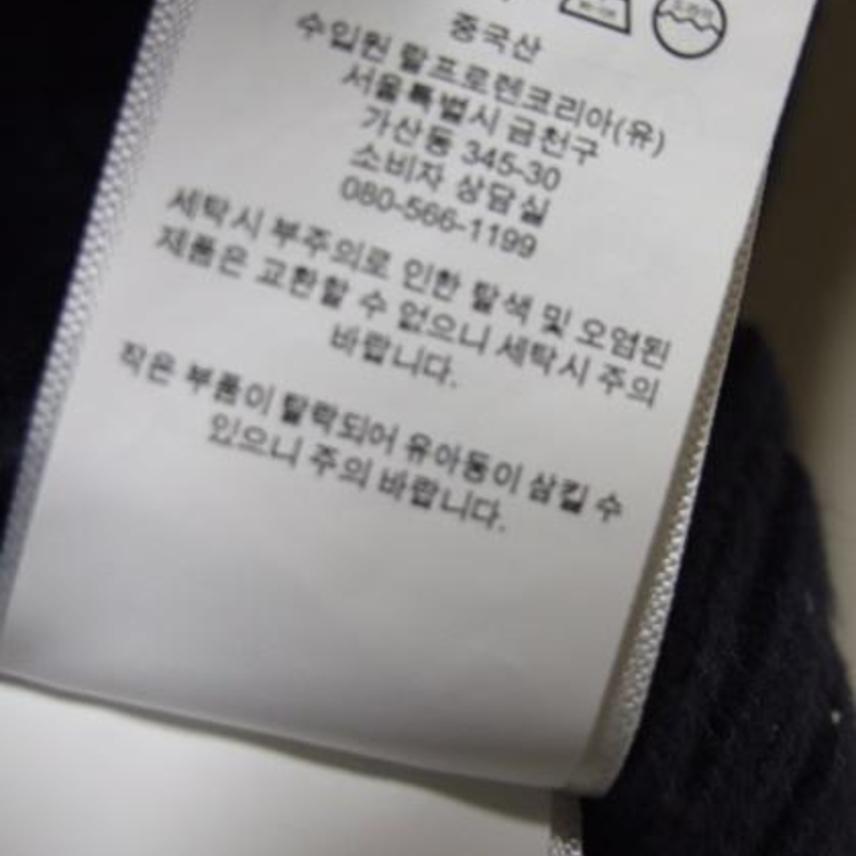 중국산
수입원 랄프로렌코리아(유)
서울특별시 금천구
가산동 345-30
소비자 상담실
080-566-1199
세탁시 부주의로 인한 탈색 및 오염된
제품은 교환할 수 없으니 세탁시 주의
바랍니다.
작은 부품이 탈락되어 유아동이 삼킬 수
있으니 주의 바랍니다.